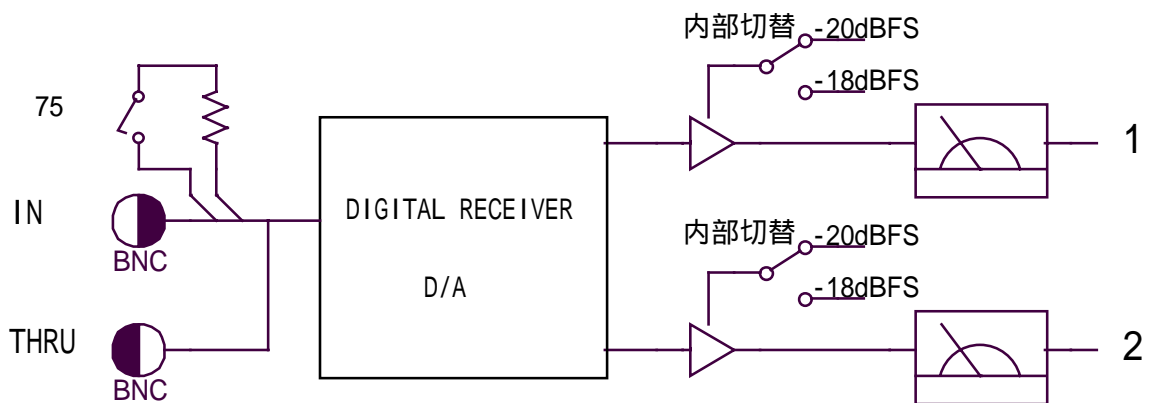 内部切替 -20dBFS
-18dBFS
75
1
IN
BNC
DIGITAL RECEIVER
D/A
内部切替 -20dBFS
-18dBFS
THRU
BNC
2